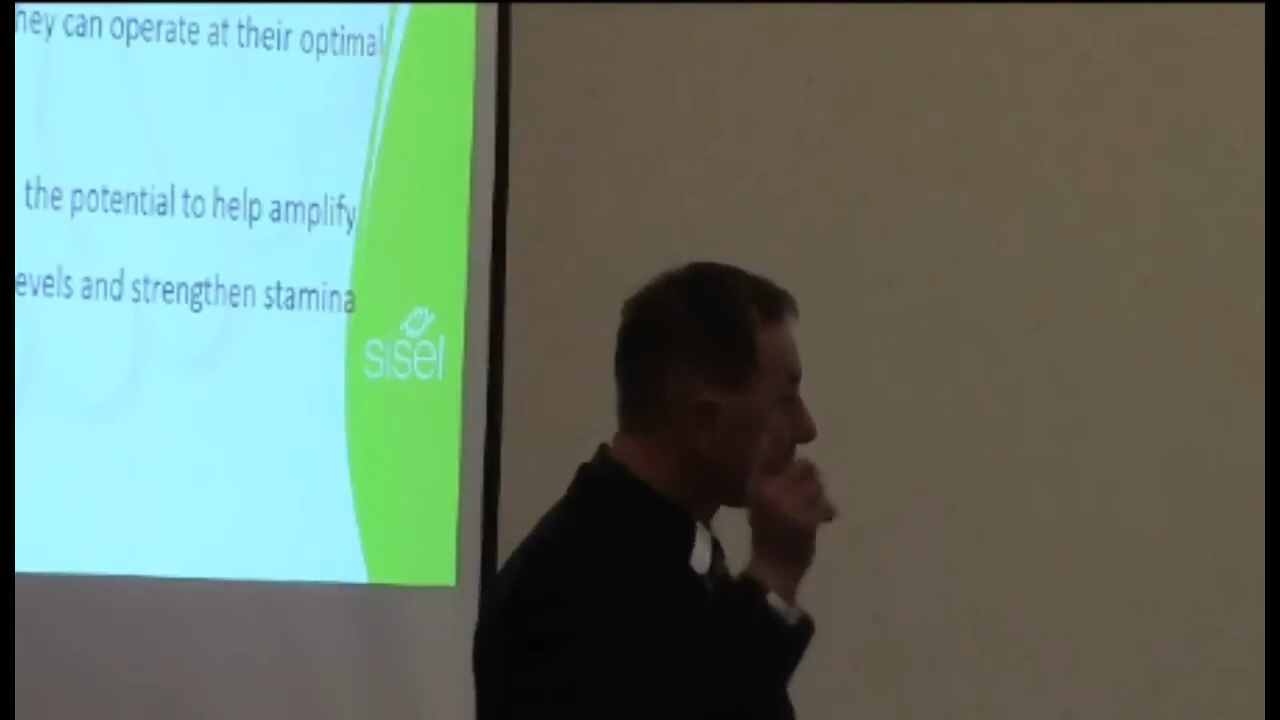 hey can operate at their optimal
the potential to help amplify
evels and strengthen stamina
sisel